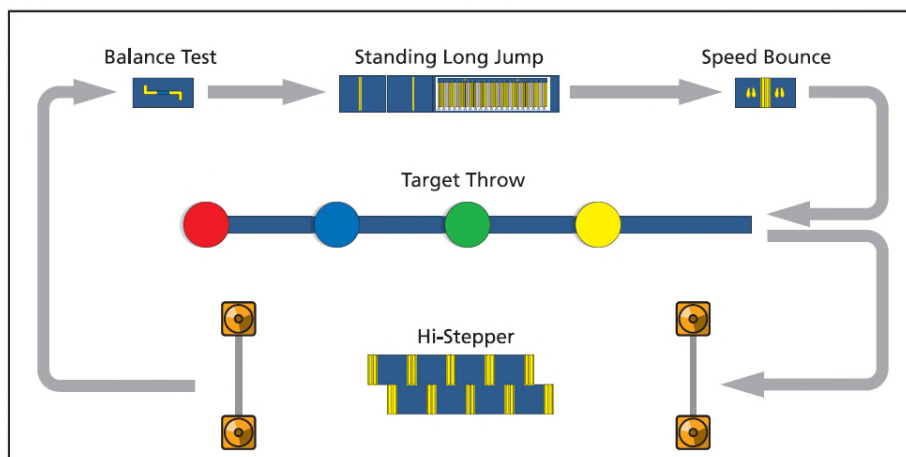 Balance Test
Standing Long Jump
Speed Bounce
Target Throw
Hi-Stepper